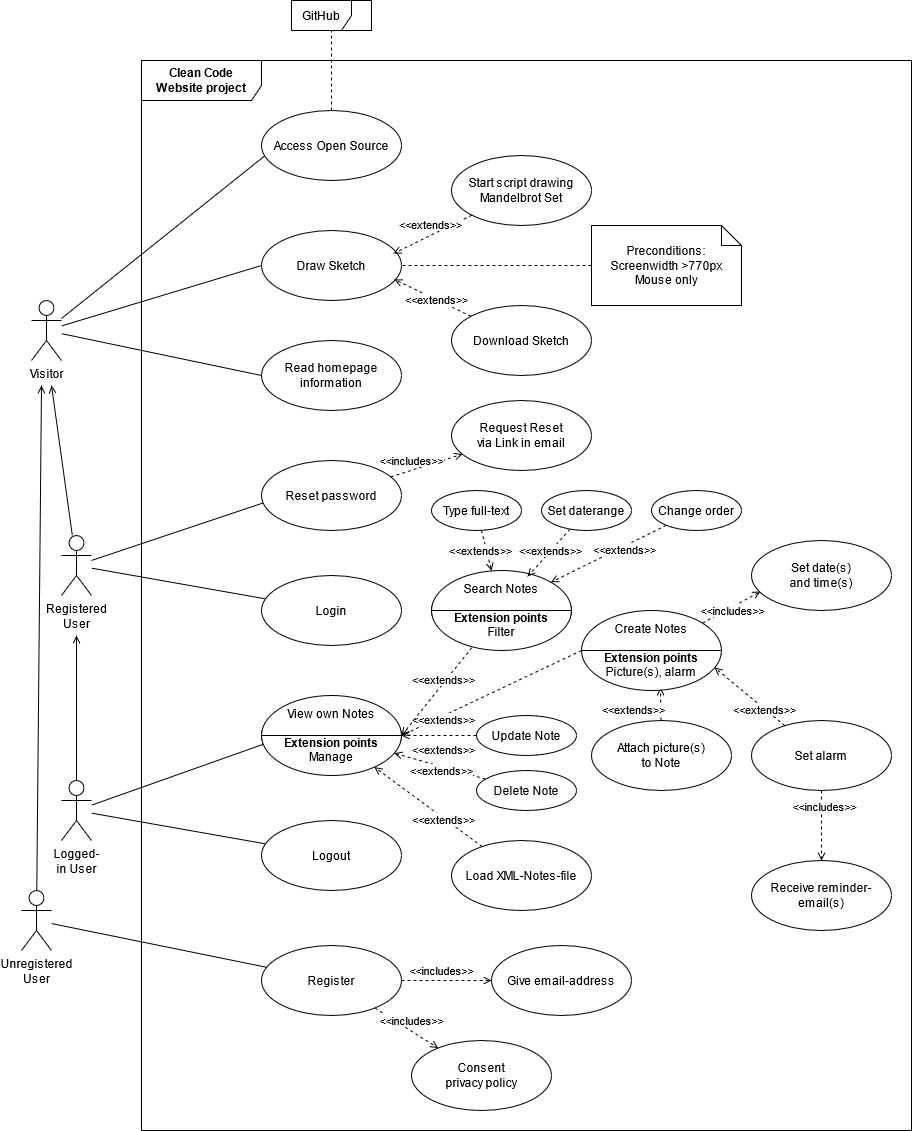 GitHub
Clean Code
Website project
Access Open Source
Start script drawing
Mandelbrot Set
<<extends>>
Draw Sketch
Preconditions:
Screenwidth >770px
Mouse only
<<extends>>
Download Sketch
Visitor
Read homepage
information
Request Reset
via Link in email
<<includes>>
Reset password
Type full-text
Set daterange
Change order
<<extends>>
<<extends>>
<<extends>>
Set date(s)
and time(s)
Search Notes
Extension points
Filter
<<includes>>
Registered
User
Login
Create Notes
Extension points
Picture(s), alarm
<<extends>>
<<extends>>
<<extends>>
View own Notes
Extension points
Manage
<<extends>>
Update Note
<<extends>>
<<extends>>
Attach picture(s)
to Note
Set alarm
Delete Note
<<includes>>
<<extends>>
Logged-
in User
Logout
Load XML-Notes-file
Receive reminder-
email(s)
Unregistered
User
Register
<<includes>>
Give email-address
<<includes>>
Consent
privacy policy